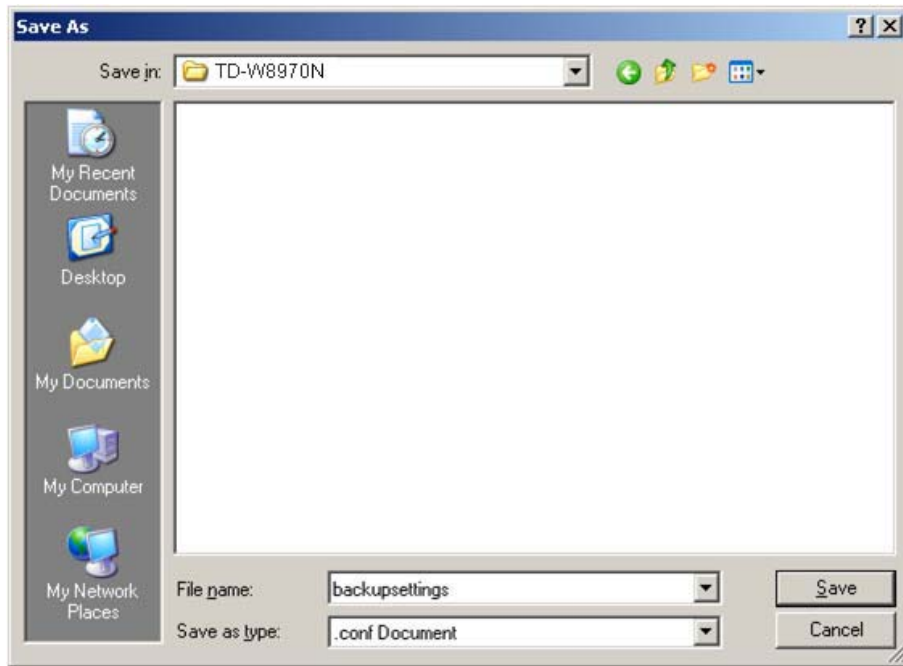 Save As
Save in:
TD-W8970N
My Recent
Documents
Desktop
My Documents
My Computer
My Network
Places
File name:
backupsettings
Save
Save as type:
.conf Document
Cancel